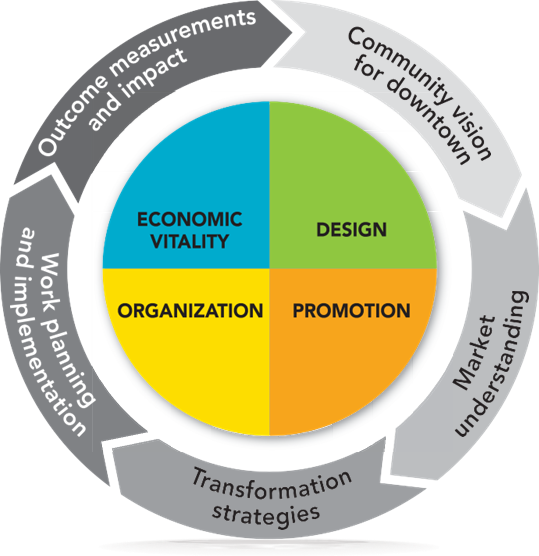 Outcome measurements
and impact
Community vision
for downtown
ECONOMIC
VITALITY
DESIGN
ORGANIZATION
PROMOTION
Market
understanding
Transformation
strategies
Work planning
and implementation